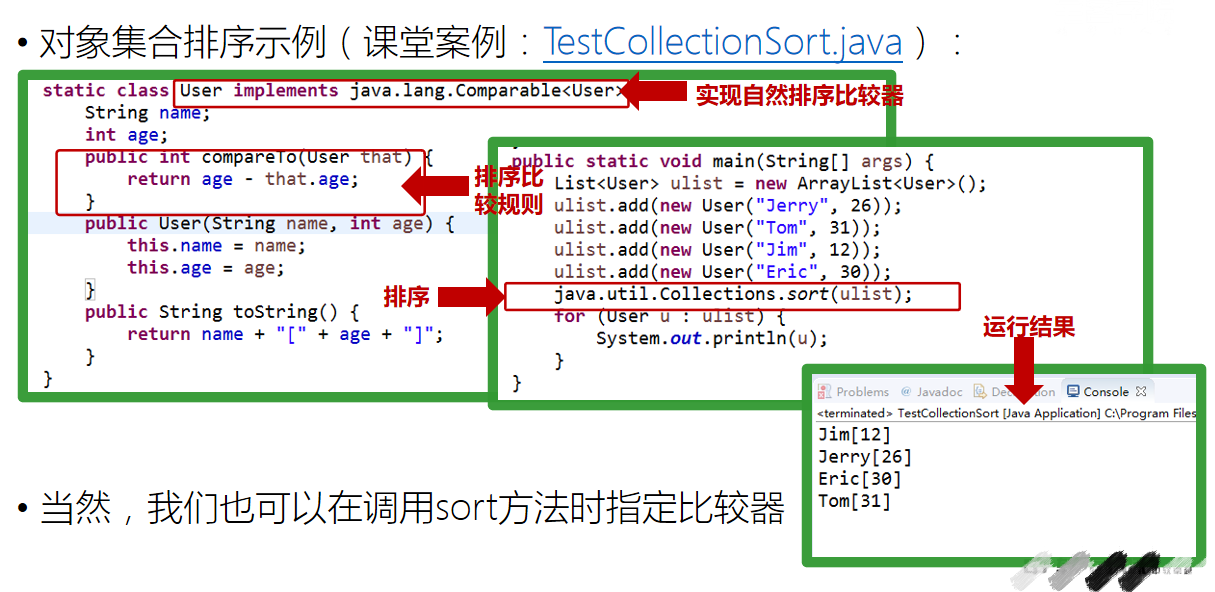 • 对象集合排序示例（课堂案例：TestCollectionSort.java）：
static class User implements java.lang.Comparable<User>
实现自然排序比较器
String name;
int age;
public int compareTo(User that) {
return age - that.age;
}
排序比
较规则
public User(String name, int age) {
this.name = name;
this.age = age;
}
public String toString() {
return name + "[" + age + "]";
}
}
public static void main(String[] args) {
List<User> ulist = new ArrayList<User>();
ulist.add(new User("Jerry", 26));
ulist.add(new User("Tom", 31));
ulist.add(new User("Jim", 12));
ulist.add(new User("Eric", 30));
排序
java.util.Collections.sort(ulist);
for (User u : ulist) {
System.out.println(u);
}
}
运行结果
Problems @ Javadoc Console
<terminated> TestCollectionSort [Java Application] C:\Program Files
Jim[12]
Jerry[26]
Eric[30]
Tom[31]
• 当然，我们也可以在调用sort方法时指定比较器